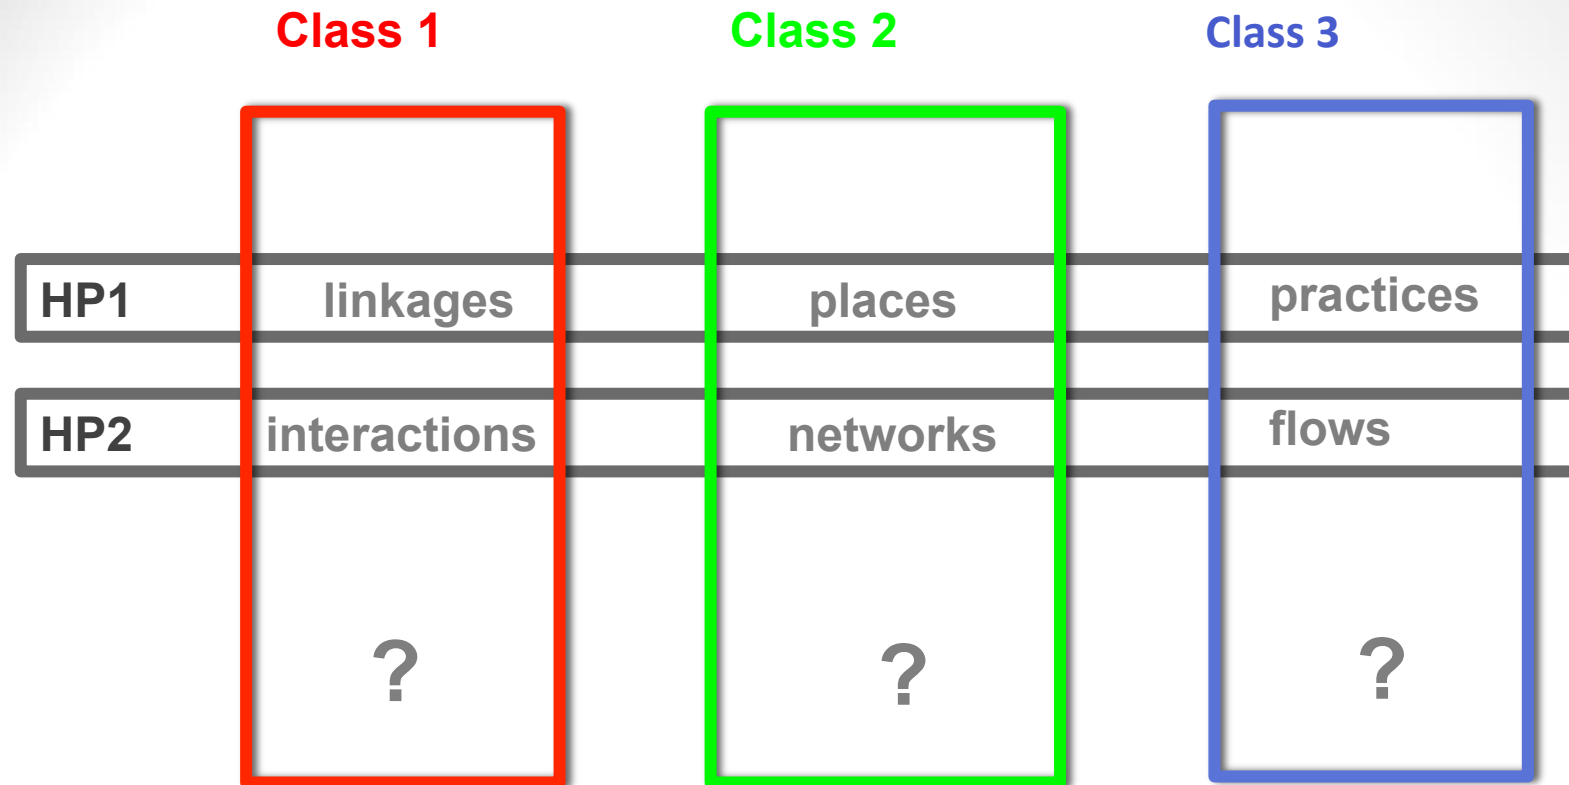 Class 1 Class 2 Class 3
HP1 linkages places practices
HP2 interactions networks flows
? ? ?